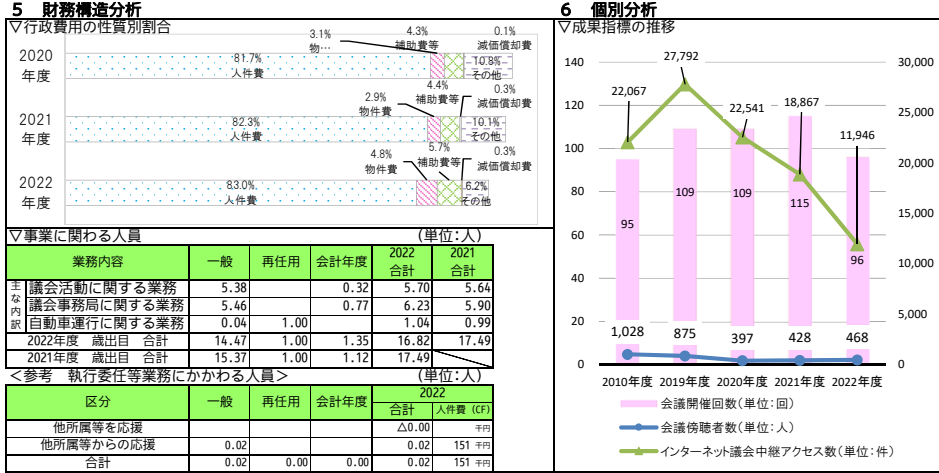 5 財務構造分析
▽行政費用の性質別割合
2020
年度
81.7%
人件費
3.1%
物…
4.3%
補助費等
0.1%
減価償却費
10.8%
その他
2021
年度
82.3%
人件費
2.9%
物件費
4.4%
補助費等
0.3%
減価償却費
10.1%
その他
2022
年度
83.0%
人件費
4.8%
物件費
5.7%
補助費等
0.3%
減価償却費
6.2%
その他
▽事業に関わる人員 (単位:人)
業務内容 一般 再任用 会計年度 2022 合計 2021 合計
主な内訳
議会活動に関する業務 5.38 0.32 5.70 5.64
議会事務局に関する業務 5.46 0.77 6.23 5.90
自動車運行に関する業務 0.04 1.00 1.04 0.99
2022年度 歳出目 合計 14.47 1.00 1.35 16.82 17.49
2021年度 歳出目 合計 15.37 1.00 1.12 17.49
<参考 執行委任等業務にかかわる人員> (単位:人)
区分 一般 再任用 会計年度 2022
合計 人件費(CF)
他所属等を応援 △0.00 千円
他所属等からの応援 0.02 0.02 151 千円
合計 0.02 0.00 0.00 0.02 151 千円
6 個別分析
▽成果指標の推移
140
120
100
80
60
40
20
0
30,000
25,000
20,000
15,000
10,000
5,000
0
22,067
27,792
22,541
18,867
11,946
95
109
109
115
96
1,028
875
397
428
468
2010年度 2019年度 2020年度 2021年度 2022年度
会議開催回数(単位:回)
会議傍聴者数(単位:人)
インターネット議会中継アクセス数(単位:件)